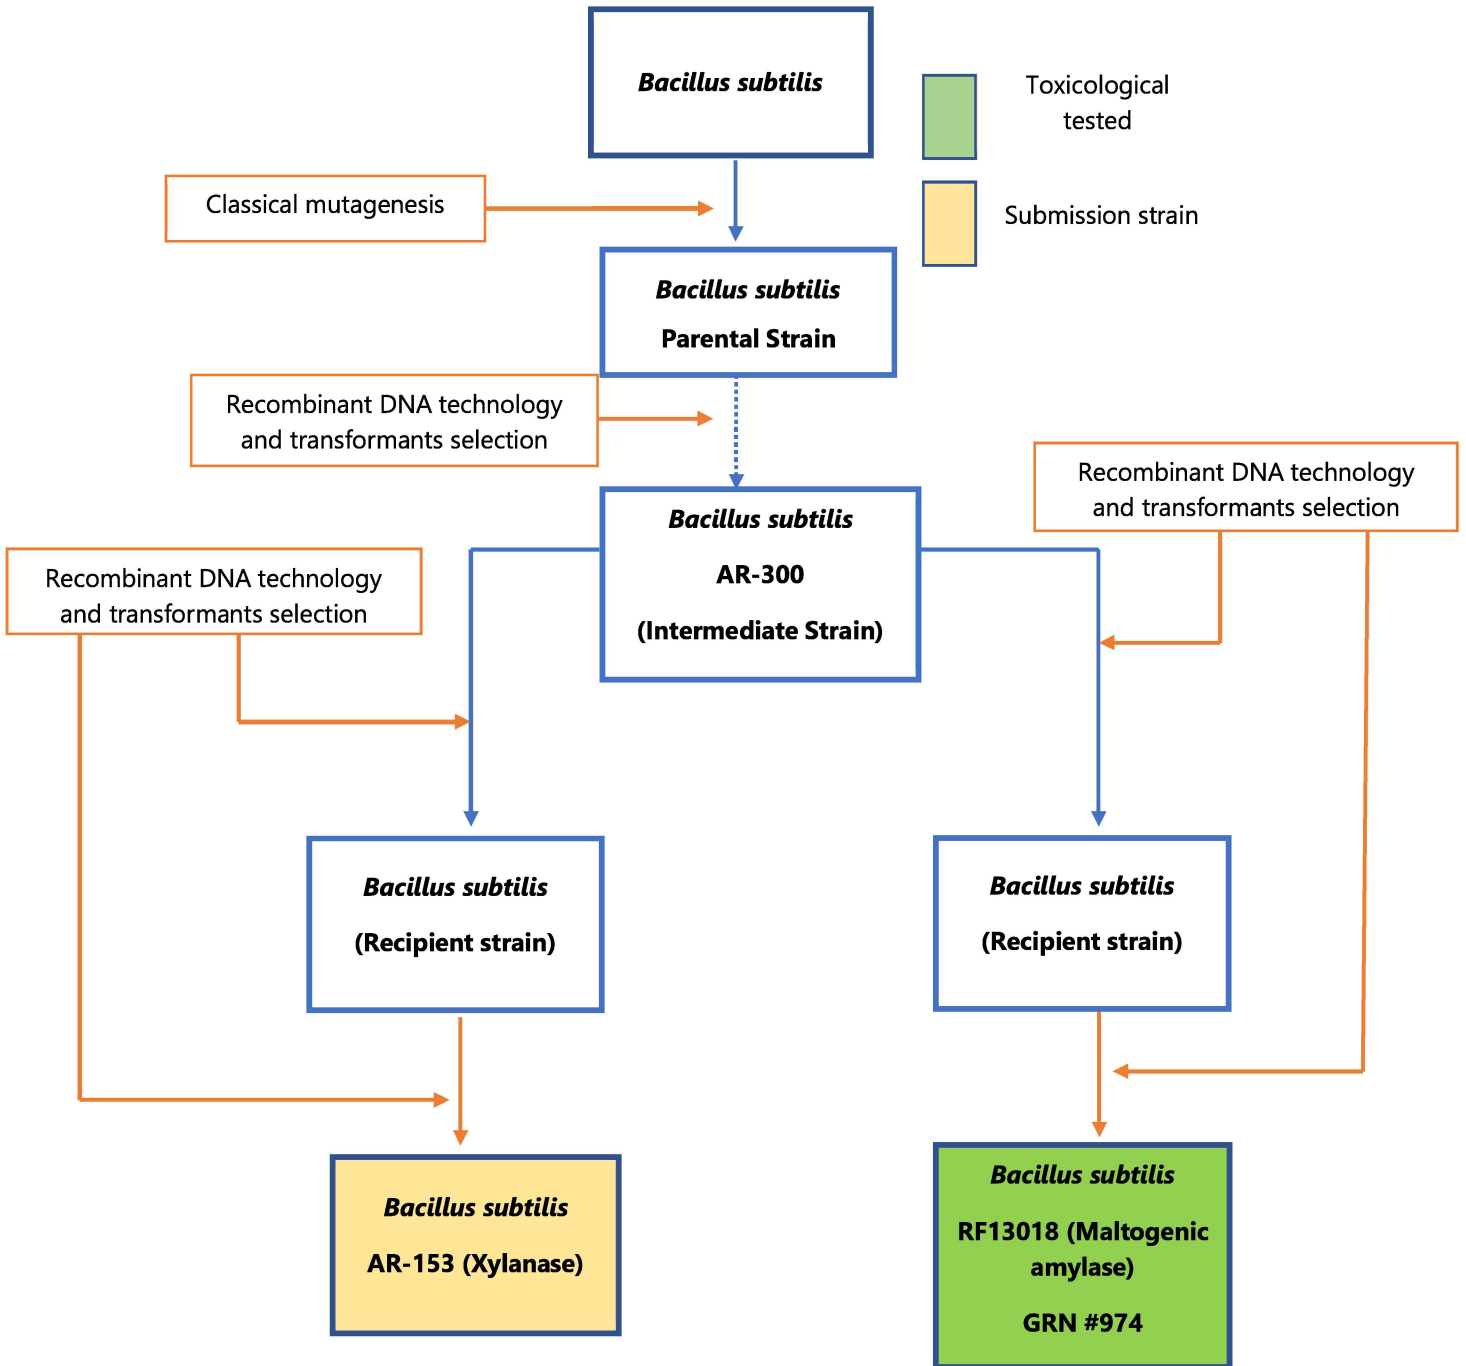 Bacillus subtilis
Toxicological
tested
Classical mutagenesis
Submission strain
Bacillus subtilis
Parental Strain
Recombinant DNA technology
and transformants selection
Recombinant DNA technology
and transformants selection
Bacillus subtilis
AR-300
(Intermediate Strain)
Recombinant DNA technology
and transformants selection
Bacillus subtilis
(Recipient strain)
Bacillus subtilis
(Recipient strain)
Bacillus subtilis
AR-153 (Xylanase)
Bacillus subtilis
RF13018 (Maltogenic
amylase)
GRN #974